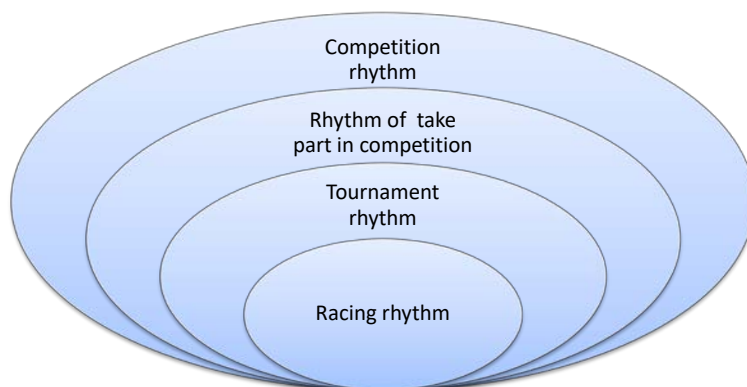 Competition
rhythm
Rhythm of  take
part in competition
Tournament
rhythm
Racing rhythm